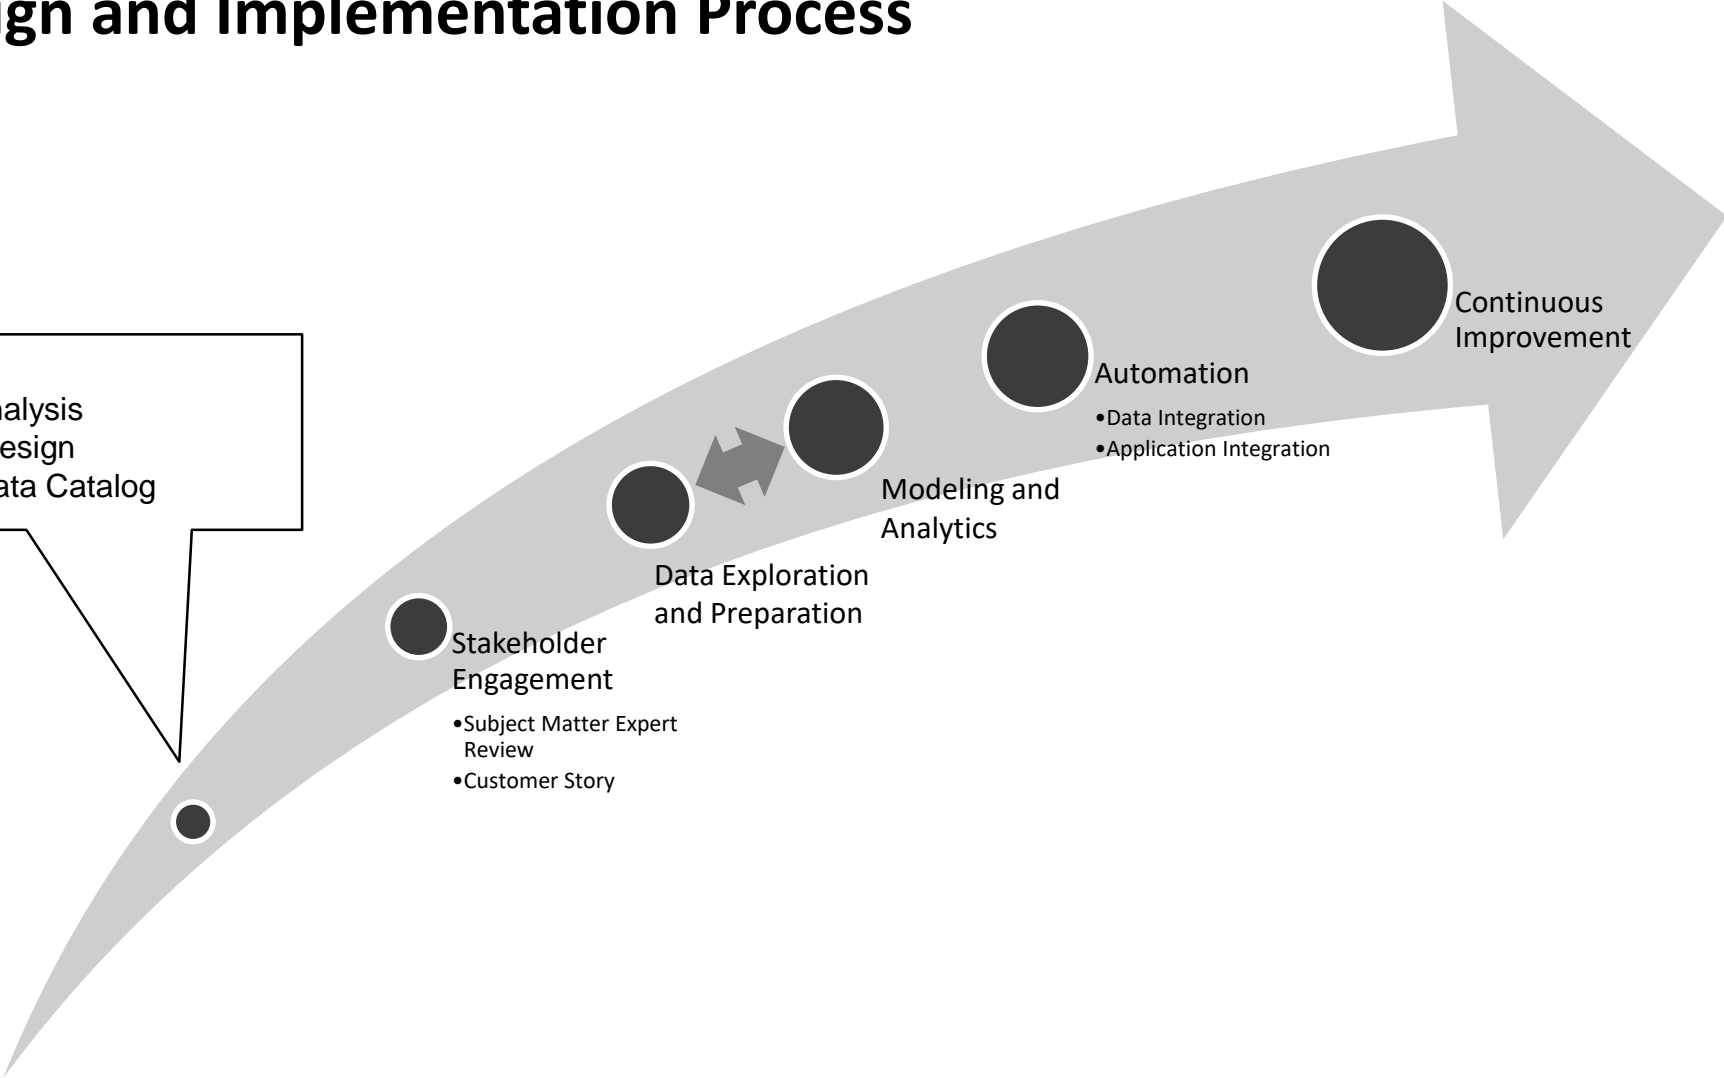 ign and Implementation Process
alysis
esign
ata Catalog
Continuous
Improvement
Automation
•Data Integration
•Application Integration
Modeling and
Analytics
Data Exploration
and Preparation
Stakeholder
Engagement
•Subject Matter Expert
Review
•Customer Story